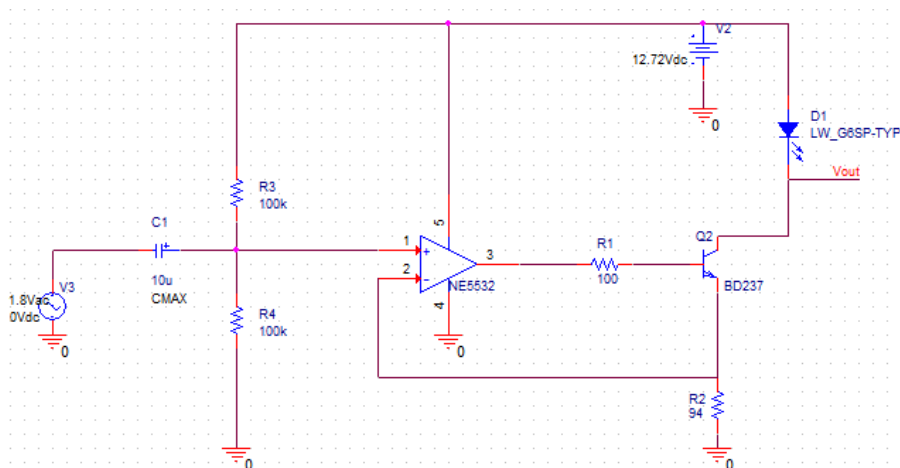 V2
12.72Vdc
0
D1
LW_G6SP-TYP
Vout
R3
100k
C1
10u
CMAX
V3
1.8Vac
0Vdc
0
R4
100k
0
5
1
+
2
-
3
NE5532
4
0
R1
100
Q2
BD237
R2
94
0